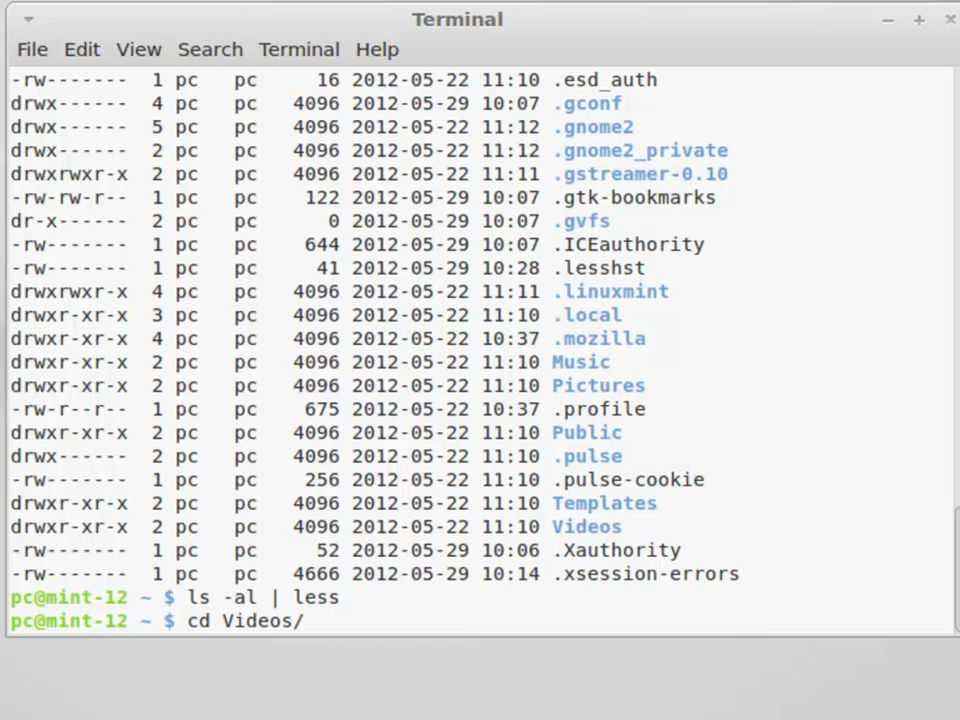 Terminal
File Edit View Search Terminal Help
-rw------- 1 pc pc 16 2012-05-22 11:10 .esd_auth
drwx------ 4 pc pc 4096 2012-05-29 10:07 .gconf
drwx------ 5 pc pc 4096 2012-05-22 11:12 .gnome2
drwx------ 2 pc pc 4096 2012-05-22 11:12 .gnome2_private
drwxrwxr-x 2 pc pc 4096 2012-05-22 11:11 .gstreamer-0.10
-rw-rw-r-- 1 pc pc 122 2012-05-29 10:07 .gtk-bookmarks
dr-x------ 2 pc pc 0 2012-05-29 10:07 .gvfs
-rw------- 1 pc pc 644 2012-05-29 10:07 .ICEauthority
-rw------- 1 pc pc 41 2012-05-29 10:28 .lesshst
drwxrwxr-x 4 pc pc 4096 2012-05-22 11:11 .linuxmint
drwxr-xr-x 3 pc pc 4096 2012-05-22 11:10 .local
drwxr-xr-x 4 pc pc 4096 2012-05-22 10:37 .mozilla
drwxr-xr-x 2 pc pc 4096 2012-05-22 11:10 Music
drwxr-xr-x 2 pc pc 4096 2012-05-22 11:10 Pictures
-rw-r--r-- 1 pc pc 675 2012-05-22 10:37 .profile
drwxr-xr-x 2 pc pc 4096 2012-05-22 11:10 Public
drwx------ 2 pc pc 4096 2012-05-22 11:10 .pulse
-rw------- 1 pc pc 256 2012-05-22 11:10 .pulse-cookie
drwxr-xr-x 2 pc pc 4096 2012-05-22 11:10 Templates
drwxr-xr-x 2 pc pc 4096 2012-05-22 11:10 Videos
-rw------- 1 pc pc 52 2012-05-29 10:06 .Xauthority
-rw------- 1 pc pc 4666 2012-05-29 10:14 .xsession-errors
pc@mint-12 ~ $ ls -al | less
pc@mint-12 ~ $ cd Videos/